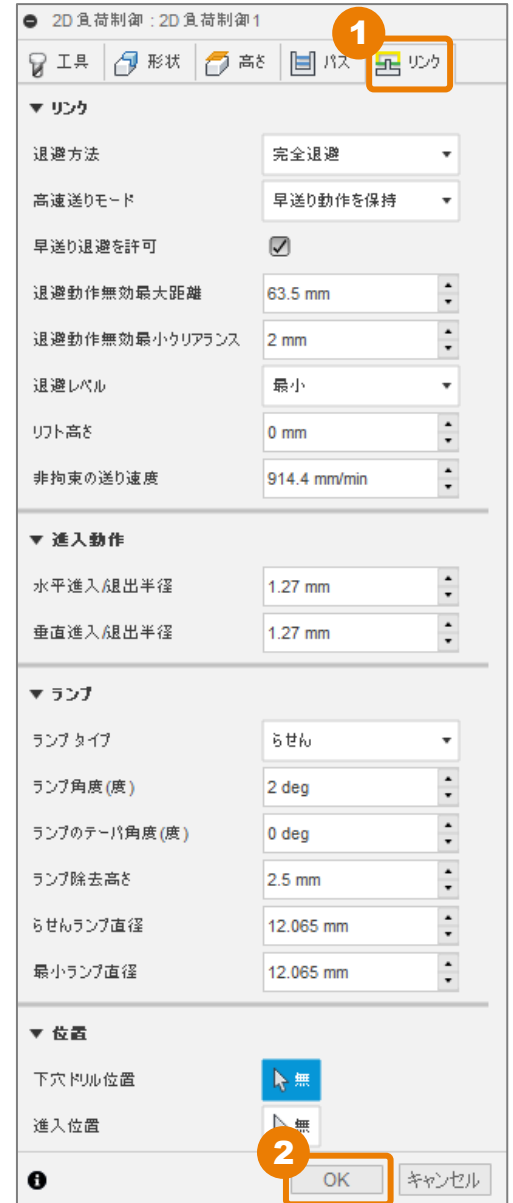 2D 負荷制御 : 2D 負荷制御1
1
工具 形状 高さ パス リンク
▼ リンク
退避方法 完全退避
高速送りモード 早送り動作を保持
早送り退避を許可
退避動作無効最大距離 63.5 mm
退避動作無効最小クリアランス 2 mm
退避レベル 最小
リフト高さ 0 mm
非拘束の送り速度 914.4 mm/min
▼ 進入動作
水平進入/退出半径 1.27 mm
垂直進入/退出半径 1.27 mm
▼ ランプ
ランプ タイプ らせん
ランプ角度(度) 2 deg
ランプのテーパ角度(度) 0 deg
ランプ除去高さ 2.5 mm
らせんランプ直径 12.065 mm
最小ランプ直径 12.065 mm
▼ 位置
下穴ドリル位置 無
進入位置 無
2
OK キャンセル